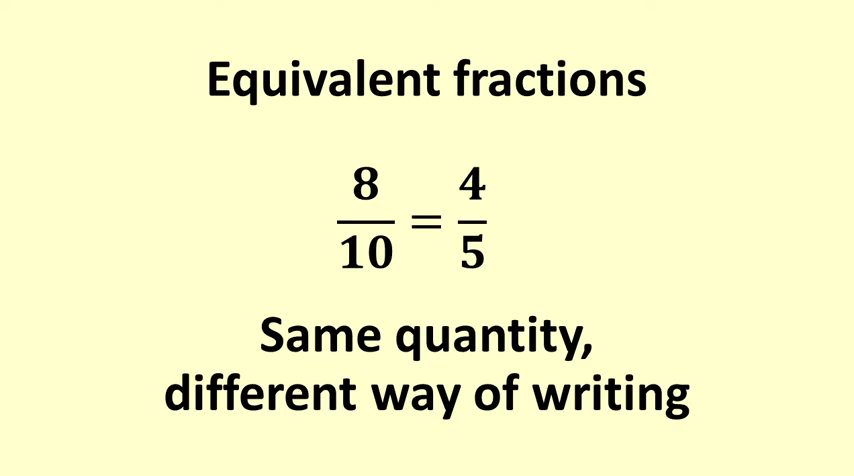 Equivalent fractions
8/10 = 4/5
Same quantity,
different way of writing